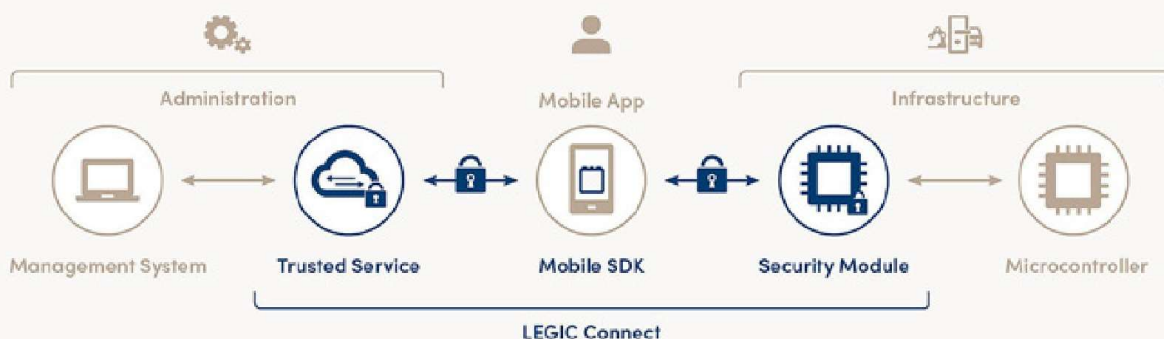 Administration
Mobile App
Infrastructure
Management System
Trusted Service
Mobile SDK
Security Module
Microcontroller
LEGIC Connect